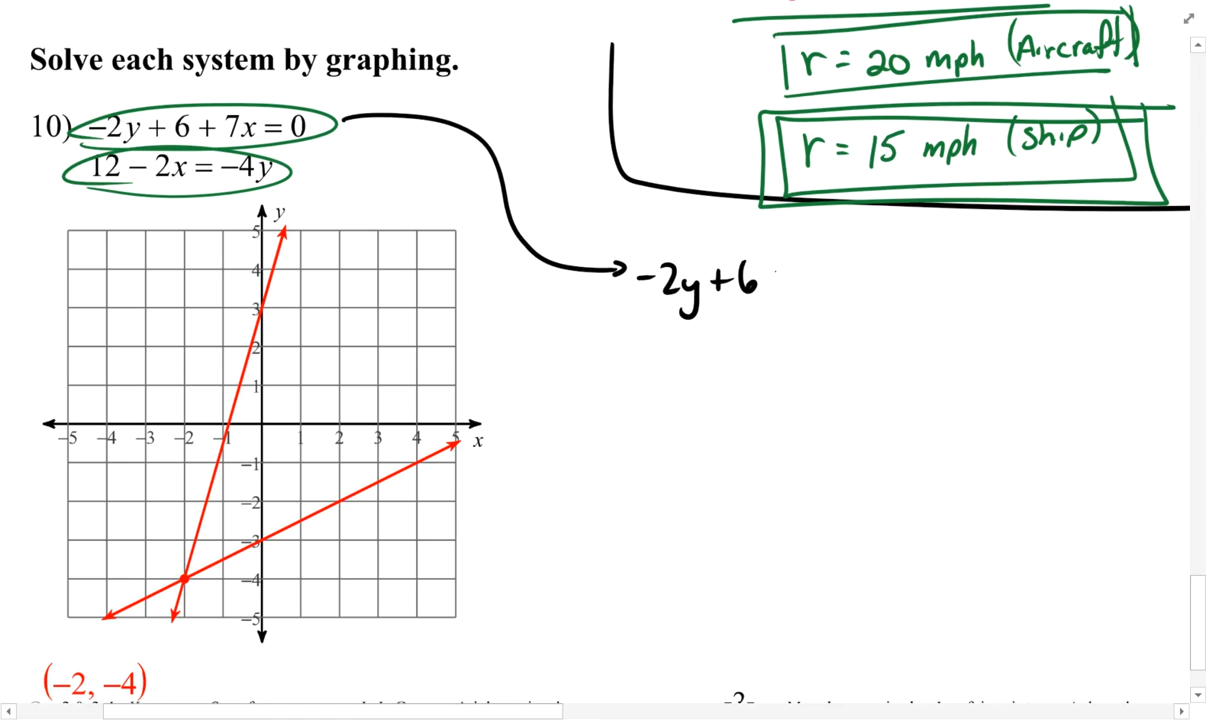 r = 20 mph (Aircraft)
Solve each system by graphing.
10) −2y + 6 + 7x = 0
r = 15 mph (ship)
12 − 2x = −4y
y
5
4
-2y+6
3
2
1
−5 −4 −3 −2 −1 1 2 3 4 5 x
−1
−2
−3
−4
−5
(−2, −4)